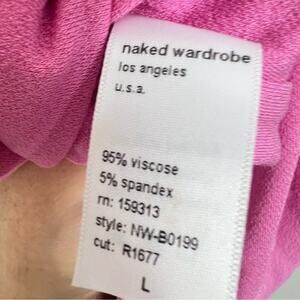 naked wardrobe
los angeles
u.s.a.
95% viscose
5% spandex
rn: 159313
style: NW-B0199
cut: R1677
L